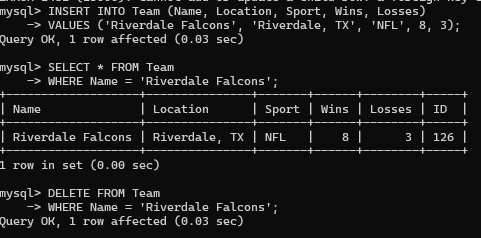 mysql> INSERT INTO Team (Name, Location, Sport, Wins, Losses)
    -> VALUES ('Riverdale Falcons', 'Riverdale, TX', 'NFL', 8, 3);
Query OK, 1 row affected (0.03 sec)

mysql> SELECT * FROM Team
    -> WHERE Name = 'Riverdale Falcons';
+-------------------+---------------+-------+------+--------+-----+
| Name              | Location      | Sport | Wins | Losses | ID  |
+-------------------+---------------+-------+------+--------+-----+
| Riverdale Falcons | Riverdale, TX | NFL   |    8 |      3 | 126 |
+-------------------+---------------+-------+------+--------+-----+
1 row in set (0.00 sec)

mysql> DELETE FROM Team
    -> WHERE Name = 'Riverdale Falcons';
Query OK, 1 row affected (0.03 sec)